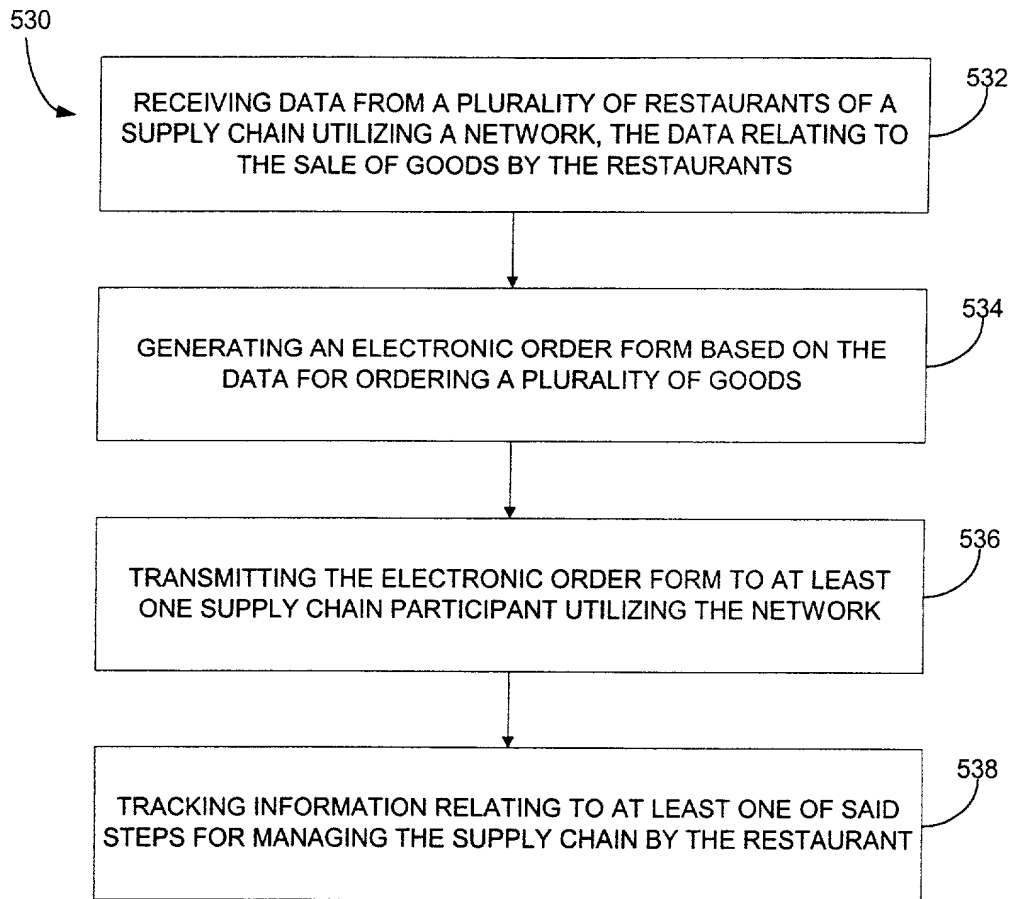 530
532
RECEIVING DATA FROM A PLURALITY OF RESTAURANTS OF A
SUPPLY CHAIN UTILIZING A NETWORK, THE DATA RELATING TO
THE SALE OF GOODS BY THE RESTAURANTS
534
GENERATING AN ELECTRONIC ORDER FORM BASED ON THE
DATA FOR ORDERING A PLURALITY OF GOODS
536
TRANSMITTING THE ELECTRONIC ORDER FORM TO AT LEAST
ONE SUPPLY CHAIN PARTICIPANT UTILIZING THE NETWORK
538
TRACKING INFORMATION RELATING TO AT LEAST ONE OF SAID
STEPS FOR MANAGING THE SUPPLY CHAIN BY THE RESTAURANT